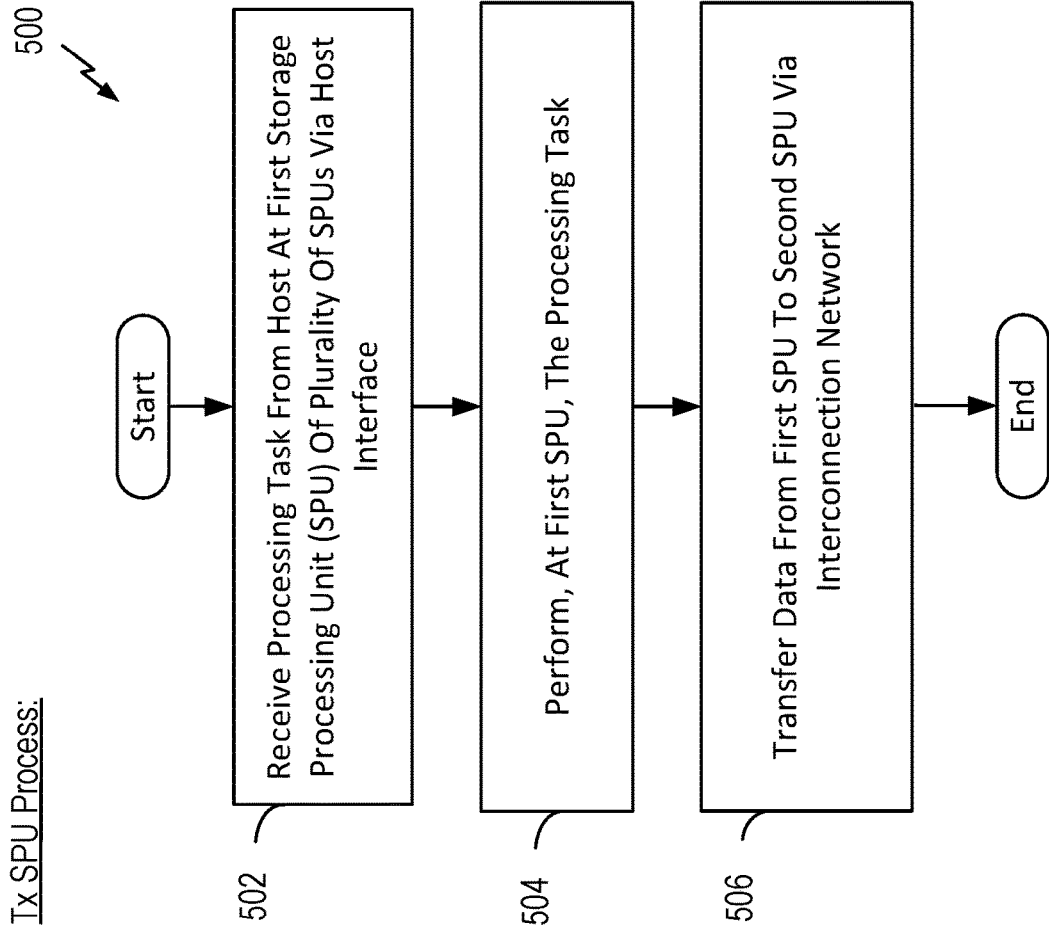 Tx SPU Process:
500
Start
502
Receive Processing Task From Host At First Storage
Processing Unit (SPU) Of Plurality Of SPUs Via Host
Interface
504
Perform, At First SPU, The Processing Task
506
Transfer Data From First SPU To Second SPU Via
Interconnection Network
End